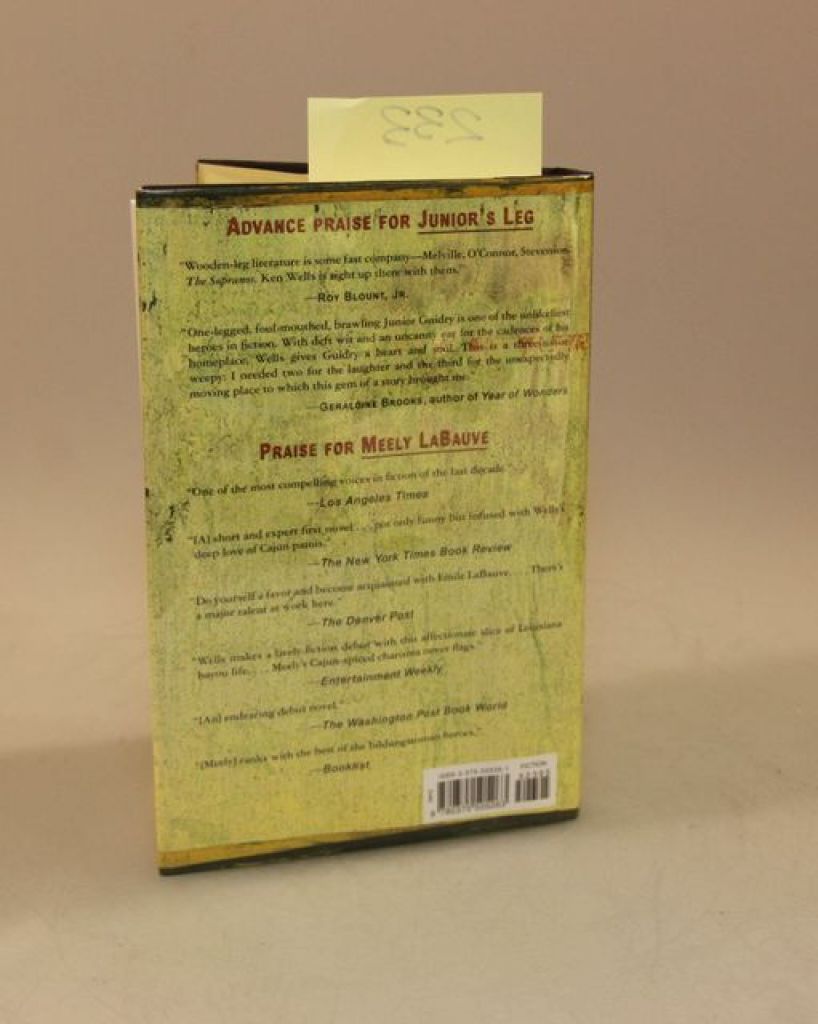 233
ADVANCE PRAISE FOR JUNIOR'S LEG
"Wooden-leg literature is some fast company—Melville, O'Connor, Stevenson,
The Sopranos. Ken Wells is right up there with them."
—ROY BLOUNT, JR.
"One-legged, foul-mouthed, brawling Junior Guidry is one of the unlikeliest
heroes in fiction. With deft wit and an uncanny ear for the cadences of his
homeplace, Wells gives Guidry a heart and soul. This is a three-tissue
weepy: I needed two for the laughter and the third for the unexpectedly
moving place to which this gem of a story brought me."
—GERALDINE BROOKS, author of Year of Wonders
PRAISE FOR MEELY LABAUVE
"One of the most compelling voices in fiction of the last decade."
—Los Angeles Times
"[A] short and expert first novel . . . not only funny but infused with Wells's
deep love of Cajun patois."
—The New York Times Book Review
"Do yourself a favor and become acquainted with Emile LaBauve. . . . There's
a major talent at work here."
—The Denver Post
"Wells makes a lively fiction debut with this affectionate slice of Louisiana
bayou life. . . . Meely's Cajun-spiced charisma never flags."
—Entertainment Weekly
"[An] endearing debut novel."
—The Washington Post Book World
"[Meely] ranks with the best of the bildungsroman heroes."
—Booklist
FICTION